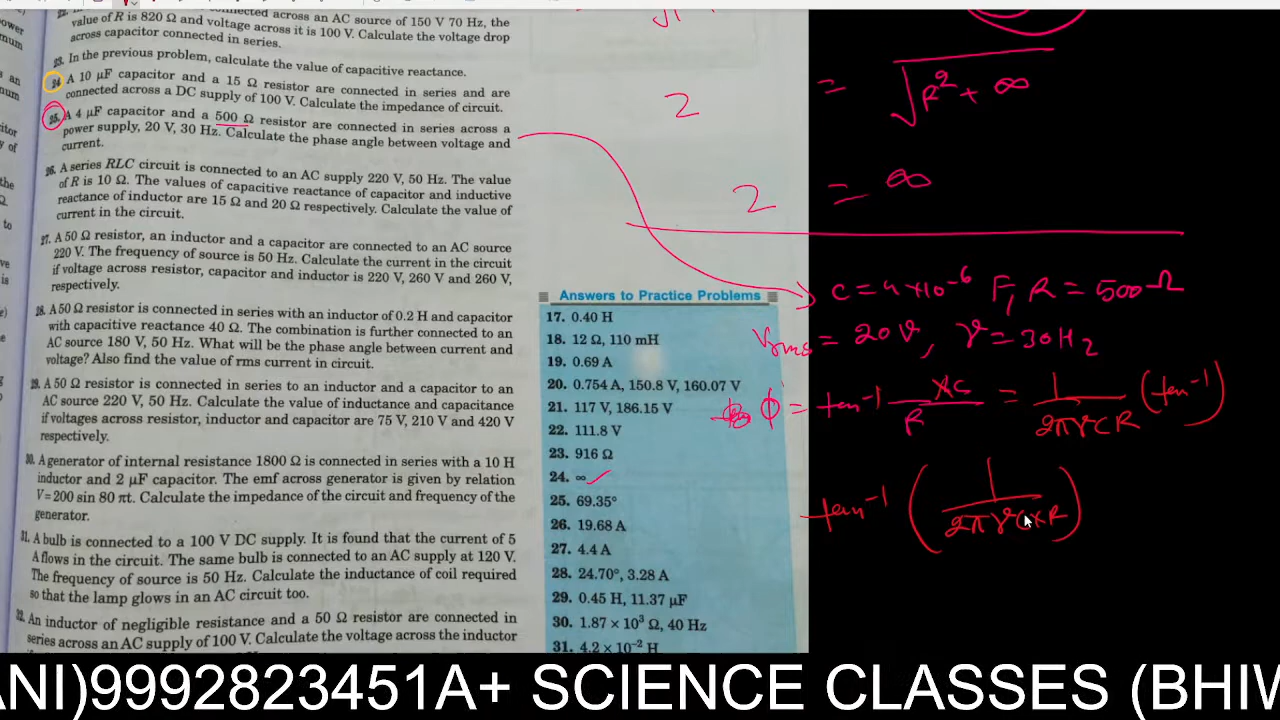 value of R is 820 Ω and voltage across it is 100 V. Calculate the voltage drop
across capacitor connected in series.
23. In the previous problem, calculate the value of capacitive reactance.
24. A 10 µF capacitor and a 15 Ω resistor are connected in series and are
connected across a DC supply of 100 V. Calculate the impedance of circuit.
25. A 4 µF capacitor and a 500 Ω resistor are connected in series across a
power supply, 20 V, 30 Hz. Calculate the phase angle between voltage and
current.
26. A series RLC circuit is connected to an AC supply 220 V, 50 Hz. The value
of R is 10 Ω. The values of capacitive reactance of capacitor and inductive
reactance of inductor are 15 Ω and 20 Ω respectively. Calculate the value of
current in the circuit.
27. A 50 Ω resistor, an inductor and a capacitor are connected to an AC source
220 V. The frequency of source is 50 Hz. Calculate the current in the circuit
if voltage across resistor, capacitor and inductor is 220 V, 260 V and 260 V,
respectively.
28. A 50 Ω resistor is connected in series with an inductor of 0.2 H and capacitor
with capacitive reactance 40 Ω. The combination is further connected to an
AC source 180 V, 50 Hz. What will be the phase angle between current and
voltage? Also find the value of rms current in circuit.
29. A 50 Ω resistor is connected in series to an inductor and a capacitor to an
AC source 220 V, 50 Hz. Calculate the value of inductance and capacitance
if voltages across resistor, inductor and capacitor are 75 V, 210 V and 420 V
respectively.
30. A generator of internal resistance 1800 Ω is connected in series with a 10 H
inductor and 2 µF capacitor. The emf across generator is given by relation
V = 200 sin 80 πt. Calculate the impedance of the circuit and frequency of the
generator.
31. A bulb is connected to a 100 V DC supply. It is found that the current of 5
A flows in the circuit. The same bulb is connected to an AC supply at 120 V.
The frequency of source is 50 Hz. Calculate the inductance of coil required
so that the lamp glows in an AC circuit too.
32. An inductor of negligible resistance and a 50 Ω resistor are connected in
series across an AC supply of 100 V. Calculate the voltage across the inductor
Answers to Practice Problems
17. 0.40 H
18. 12 Ω, 110 mH
19. 0.69 A
20. 0.754 A, 150.8 V, 160.07 V
21. 117 V, 186.15 V
22. 111.8 V
23. 916 Ω
24. ∞
25. 69.35°
26. 19.68 A
27. 4.4 A
28. 24.70°, 3.28 A
29. 0.45 H, 11.37 µF
30. 1.87 × 10³ Ω, 40 Hz
31. 4.2 × 10⁻² H
Z = √(R² + ∞)
Z = ∞
C = 4×10⁻⁶ F, R = 500 Ω
Vrms = 20V, ν = 30Hz
ϕ = tan⁻¹ XC/R = 1/2πνCR (tan⁻¹)
tan⁻¹ (1/2πνC×R)
ANI)9992823451A+ SCIENCE CLASSES (BHIW